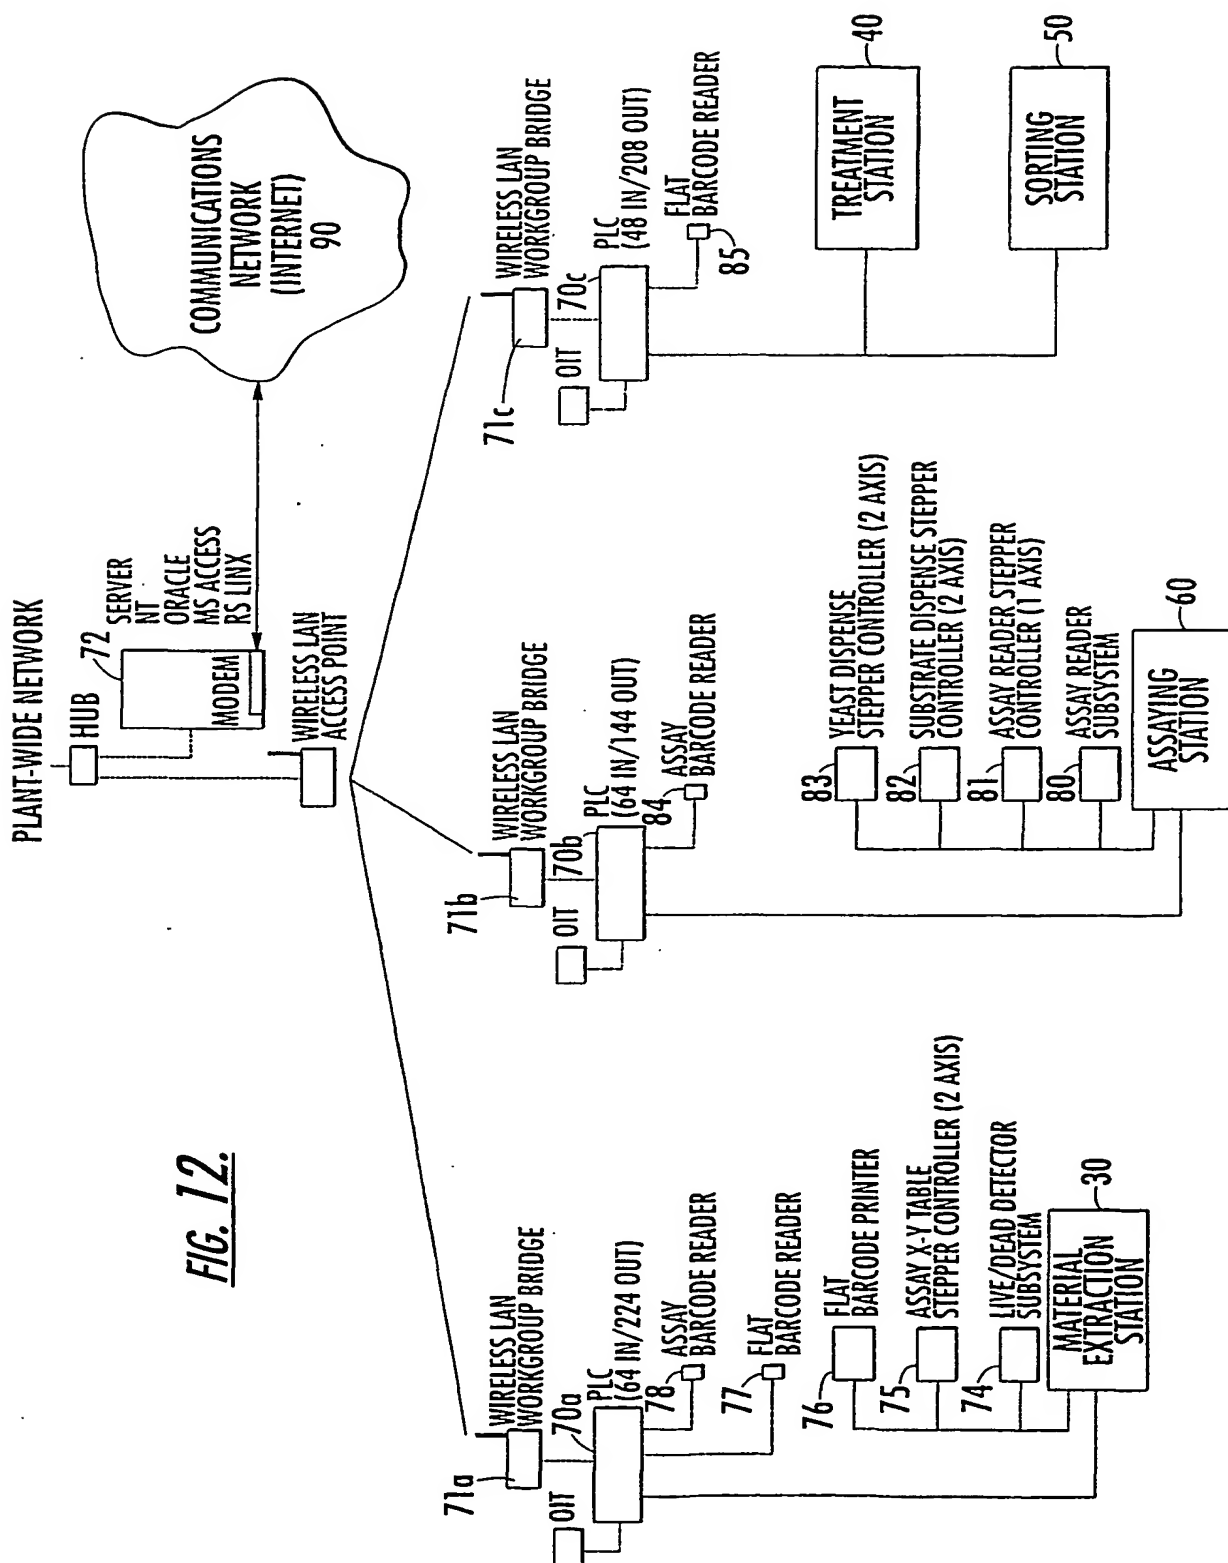 PLANT-WIDE NETWORK
HUB
72
SERVER
NT
ORACLE
MS ACCESS
RS LINX
MODEM
COMMUNICATIONS
NETWORK
(INTERNET)
90
WIRELESS LAN
ACCESS POINT
FIG. 12.
WIRELESS LAN
WORKGROUP BRIDGE
71a
OIT
70a
PLC
(64 IN/224 OUT)
78
ASSAY
BARCODE READER
77
FLAT
BARCODE READER
76
FLAT
BARCODE PRINTER
75
ASSAY X-Y TABLE
STEPPER CONTROLLER (2 AXIS)
74
LIVE/DEAD DETECTOR
SUBSYSTEM
MATERIAL
EXTRACTION
STATION
30
WIRELESS LAN
WORKGROUP BRIDGE
71b
OIT
70b
PLC
(64 IN/144 OUT)
84
ASSAY
BARCODE READER
83
YEAST DISPENSE
STEPPER CONTROLLER (2 AXIS)
82
SUBSTRATE DISPENSE STEPPER
CONTROLLER (2 AXIS)
81
ASSAY READER STEPPER
CONTROLLER (1 AXIS)
80
ASSAY READER
SUBSYSTEM
ASSAYING
STATION
60
WIRELESS LAN
WORKGROUP BRIDGE
71c
OIT
70c
PLC
(48 IN/208 OUT)
FLAT
BARCODE READER
85
TREATMENT
STATION
40
SORTING
STATION
50